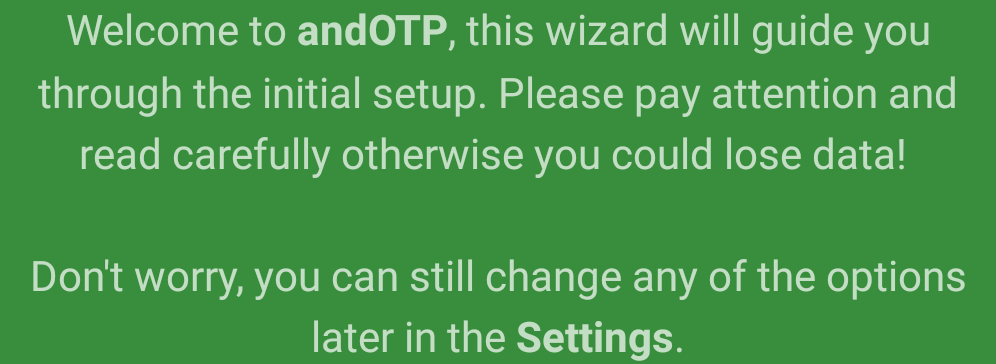 Welcome to andOTP, this wizard will guide you
through the initial setup. Please pay attention and
read carefully otherwise you could lose data!
Don't worry, you can still change any of the options
later in the Settings.